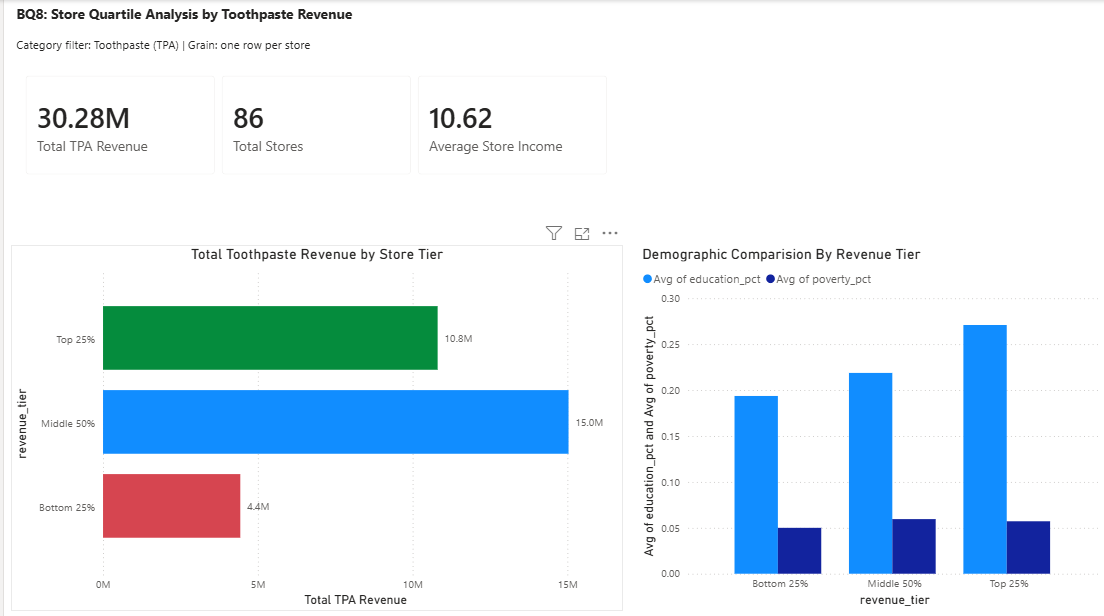 BQ8: Store Quartile Analysis by Toothpaste Revenue
Category filter: Toothpaste (TPA) | Grain: one row per store
30.28M
Total TPA Revenue
86
Total Stores
10.62
Average Store Income
Total Toothpaste Revenue by Store Tier
revenue_tier
Top 25%
10.8M
Middle 50%
15.0M
Bottom 25%
4.4M
0M
5M
10M
15M
Total TPA Revenue
Demographic Comparision By Revenue Tier
Avg of education_pct
Avg of poverty_pct
Avg of education_pct and Avg of poverty_pct
0.30
0.25
0.20
0.15
0.10
0.05
0.00
Bottom 25%
Middle 50%
Top 25%
revenue_tier